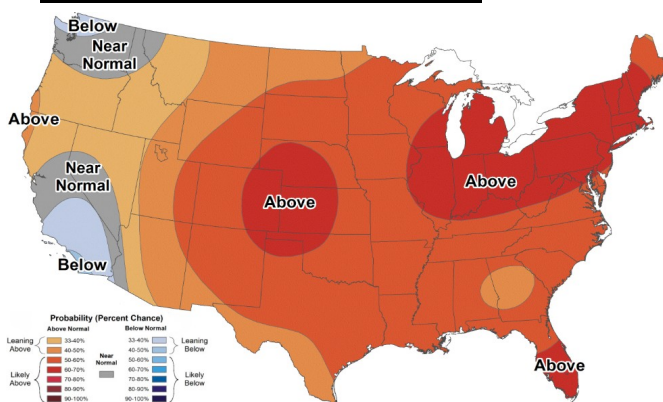 Below
Near
Normal
Above
Near
Normal
Below
Above
Above
Above
Probability (Percent Chance)
Above Normal
Below Normal
Leaning
Above
33-40%
40-50%
Likely
Above
50-60%
60-70%
70-80%
80-90%
90-100%
Near
Normal
33-40%
40-50%
Leaning
Below
50-60%
60-70%
70-80%
80-90%
90-100%
Likely
Below